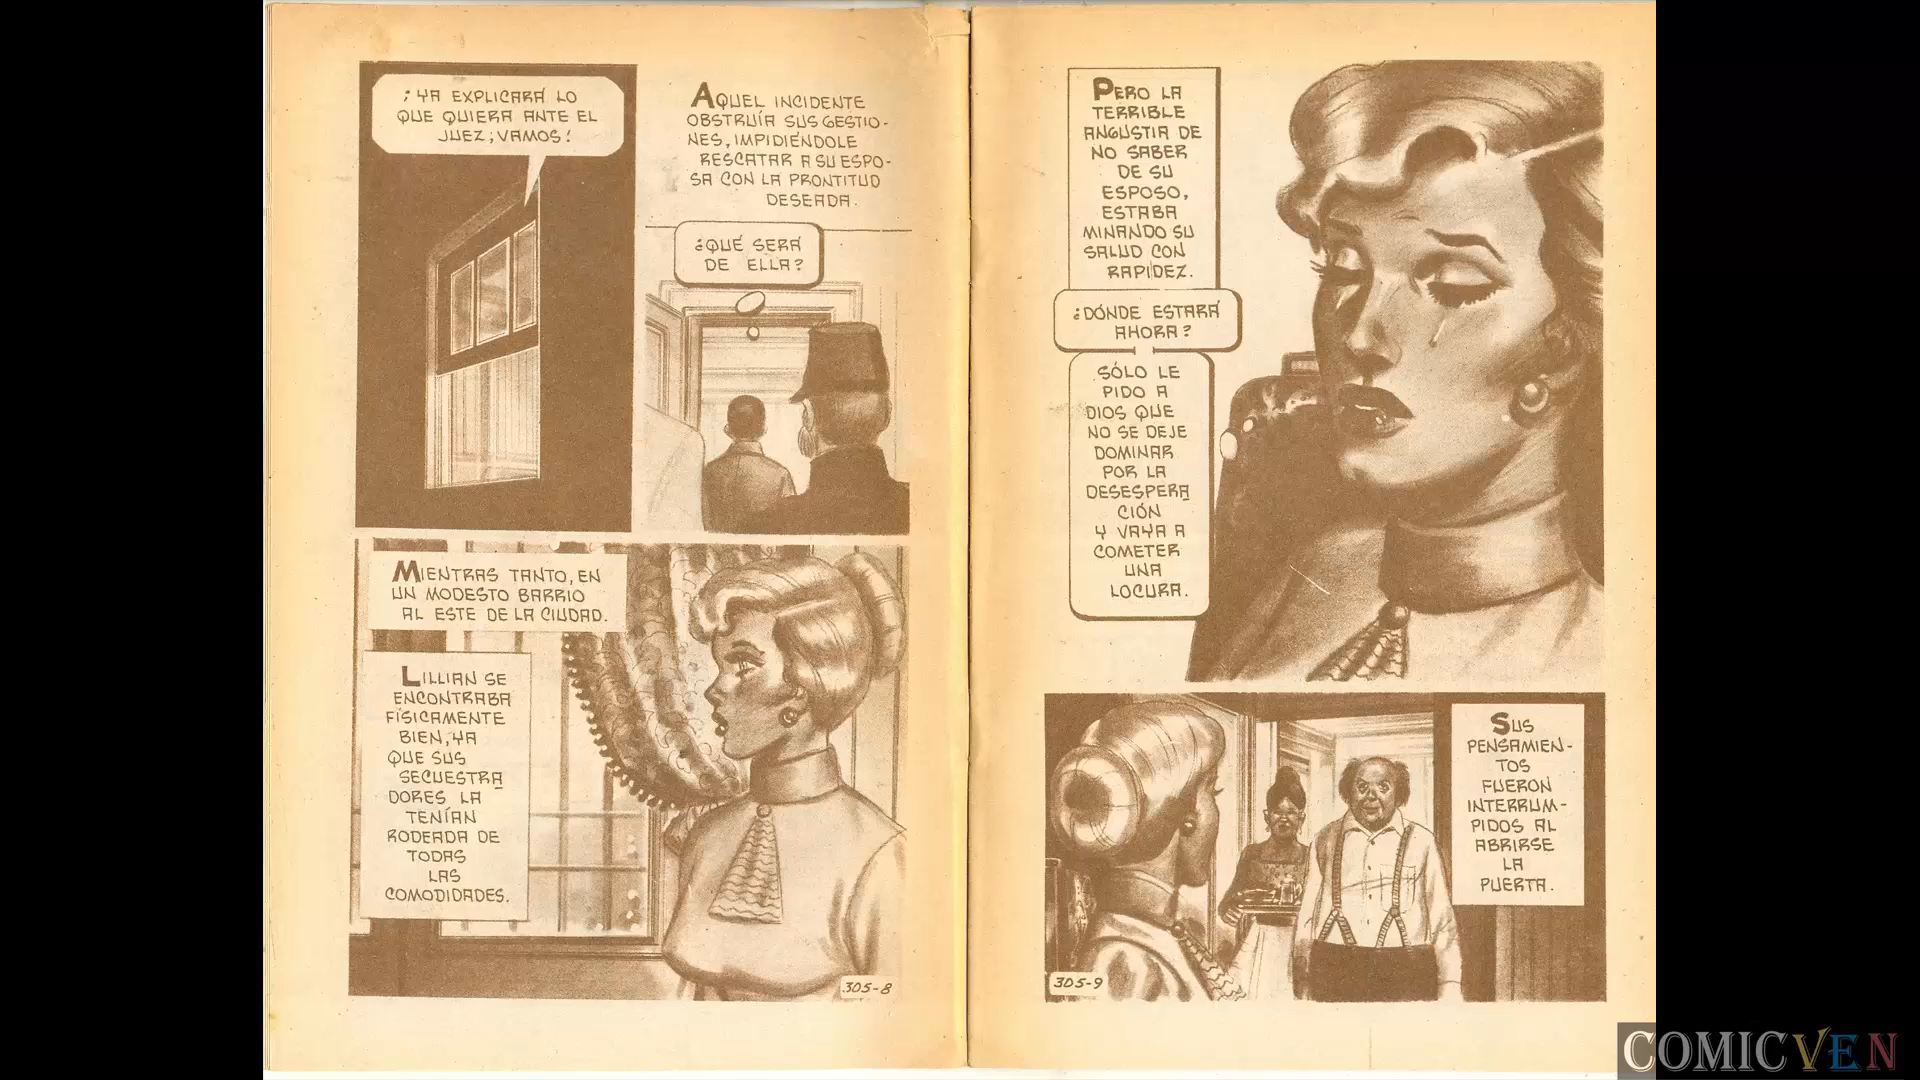 ¡YA EXPLICARÁ LO
QUE QUIERA ANTE EL
JUEZ; VAMOS!
AQUEL INCIDENTE
OBSTRUÍA SUS GESTIO-
NES, IMPIDIÉNDOLE
RESCATAR A SU ESPO-
SA CON LA PRONTITUD
DESEADA.
¿QUÉ SERÁ
DE ELLA?
MIENTRAS TANTO, EN
UN MODESTO BARRIO
AL ESTE DE LA CIUDAD.
LILLIAN SE
ENCONTRABA
FÍSICAMENTE
BIEN, YA
QUE SUS
SECUESTRA
DORES LA
TENÍAN
RODEADA DE
TODAS
LAS
COMODIDADES.
305-8
PERO LA
TERRIBLE
ANGUSTIA DE
NO SABER
DE SU
ESPOSO,
ESTABA
MINANDO SU
SALUD CON
RAPIDEZ.
¿DÓNDE ESTARÁ
AHORA?
SÓLO LE
PIDO A
DIOS QUE
NO SE DEJE
DOMINAR
POR LA
DESESPERA
CIÓN
Y VAYA A
COMETER
UNA
LOCURA.
SUS
PENSAMIEN-
TOS
FUERON
INTERRUM-
PIDOS AL
ABRIRSE
LA
PUERTA.
305-9
COMICVEN